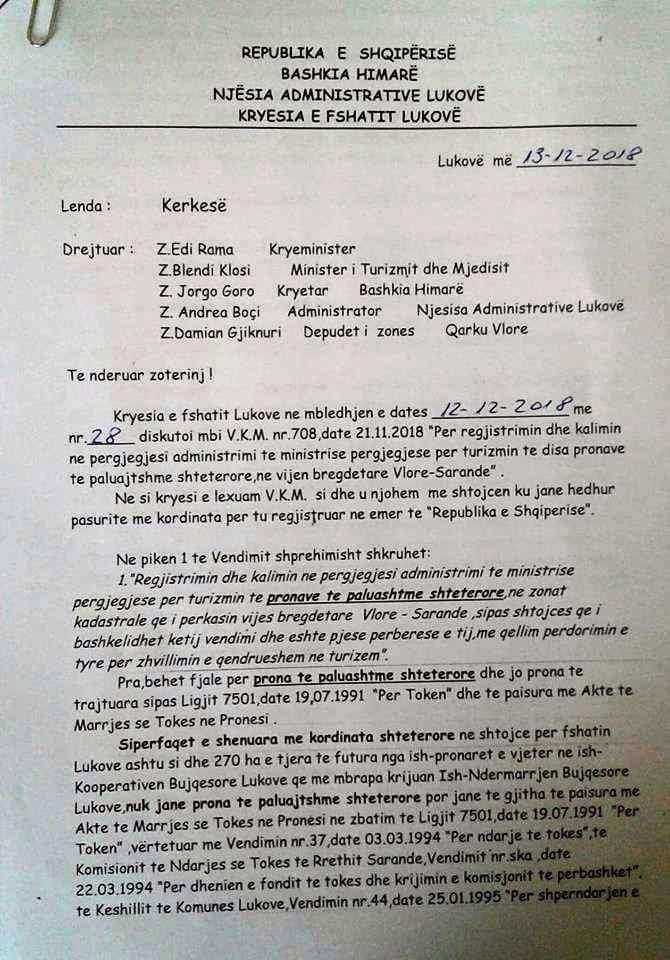 REPUBLIKA E SHQIPËRISË
BASHKIA HIMARË
NJËSIA ADMINISTRATIVE LUKOVË
KRYESIA E FSHATIT LUKOVË
Lukovë më 13-12-2018
Lenda : Kerkesë
Drejtuar : Z.Edi Rama Kryeminister
Z.Blendi Klosi Minister i Turizmit dhe Mjedisit
Z. Jorgo Goro Kryetar Bashkia Himarë
Z. Andrea Boçi Administrator Njesisa Administrative Lukovë
Z.Damian Gjiknuri Depudet i zones Qarku Vlore
Te nderuar zoterinj !
Kryesia e fshatit Lukove ne mbledhjen e dates 12-12-2018 me
nr.28 diskutoi mbi V.K.M. nr.708,date 21.11.2018 "Per regjistrimin dhe kalimin
ne pergjegjesi administrimi te ministrise pergjegjese per turizmin te disa pronave
te paluajtshme shteterore,ne vijen bregdetare Vlore-Sarande" .
Ne si kryesi e lexuam V.K.M. si dhe u njohem me shtojcen ku jane hedhur
pasurite me kordinata per tu regjistruar ne emer te "Republika e Shqiperise".
Ne piken 1 te Vendimit shprehimisht shkruhet:
1."Regjistrimin dhe kalimin ne pergjegjesi administrimi te ministrise
pergjegjese per turizmin te pronave te paluashtme shteterore,ne zonat
kadastrale qe i perkasin vijes bregdetare Vlore - Sarande ,sipas shtojces qe i
bashkelidhet ketij vendimi dhe eshte pjese perberese e tij,me qellim perdorimin e
tyre per zhvillimin e qendrueshem ne turizem".
Pra,behet fjale per prona te paluashtme shteterore dhe jo prona te
trajtuara sipas Ligjit 7501,date 19,07.1991 "Per Token" dhe te paisura me Akte te
Marrjes se Tokes ne Pronesi .
Siperfaqet e shenuara me kordinata shteterore ne shtojce per fshatin
Lukove ashtu si dhe 270 ha e tjera te futura nga ish-pronaret e vjeter ne ish-
Kooperativen Bujqesore Lukove qe me mbrapa krijuan Ish-Ndermarrjen Bujqesore
Lukove,nuk jane prona te paluajtshme shteterore por jane te gjitha te paisura me
Akte te Marrjes se Tokes ne Pronesi ne zbatim te Ligjit 7501,date 19.07.1991 "Per
Token" ,vërtetuar me Vendimin nr.37,date 03.03.1994 "Per ndarje te tokes",te
Komisionit te Ndarjes se Tokes te Rrethit Sarande,Vendimit nr.ska ,date
22.03.1994 "Per dhenien e fondit te tokes dhe krijimin e komisjonit te perbashket",
te Keshillit te Komunes Lukove,Vendimin nr.44,date 25.01.1995 "Per shperndarjen e